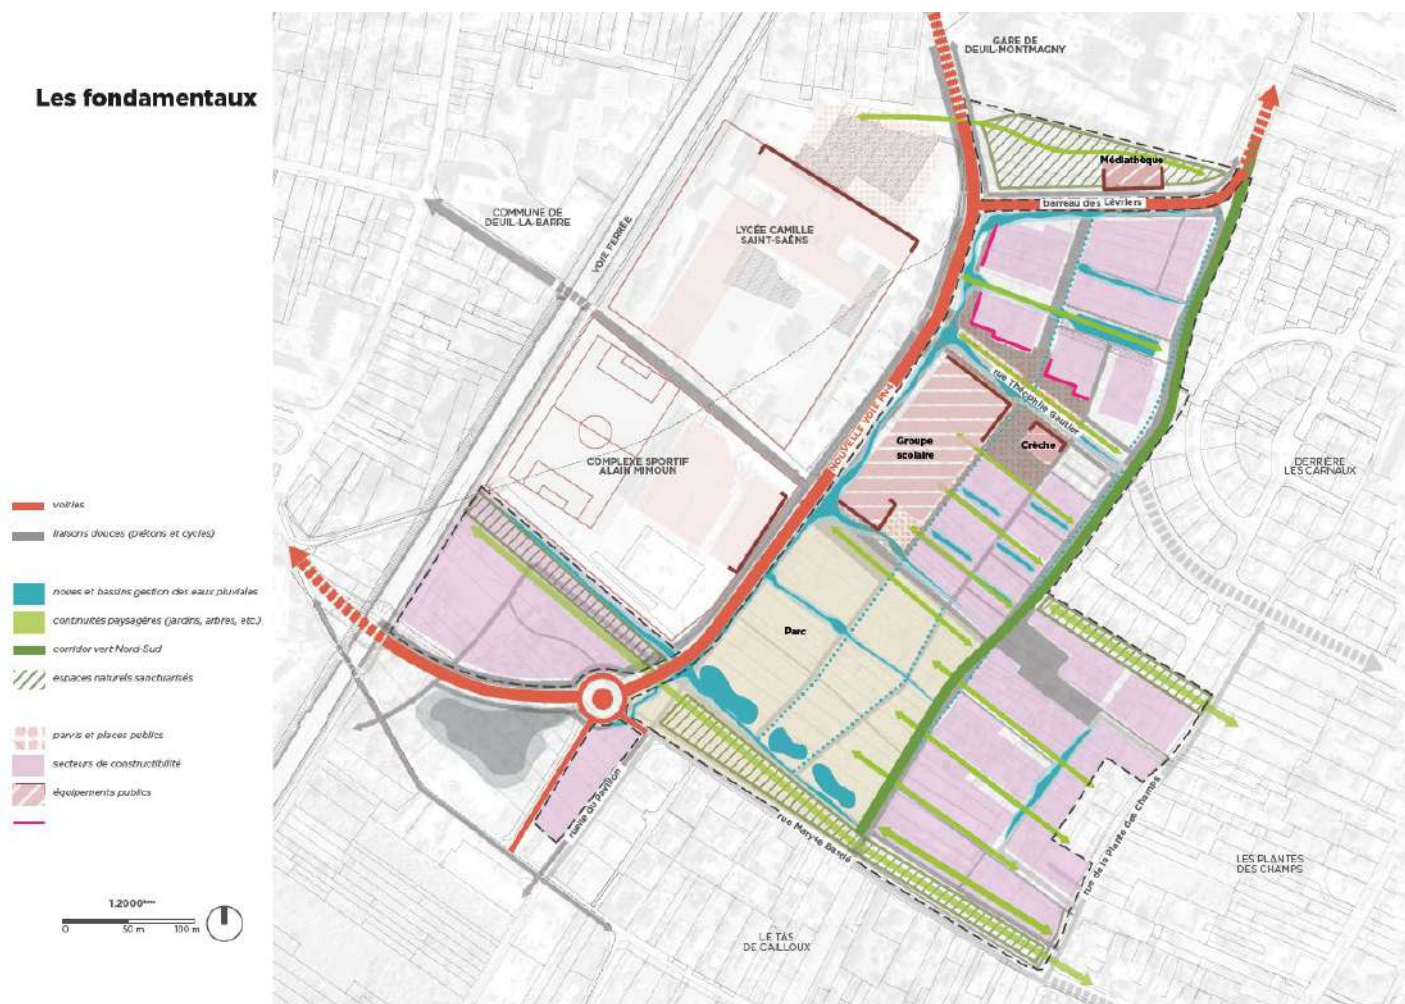 Les fondamentaux
GARE DE
DEUIL-MONTMAGNY
Médiathèque
barreau des Lévriers
COMMUNE DE
DEUIL-LA-BARRE
VOIE FERRÉE
LYCÉE CAMILLE
SAINT-SAËNS
NOUVELLE VOIE PN4
rue Théophile Gautier
Groupe
scolaire
Crèche
COMPLEXE SPORTIF
ALAIN MIMOUN
DERRIÈRE
LES CARNAUX
voiries
liaisons douces (piétons et cycles)
noues et bassins gestion des eaux pluviales
continuités paysagères (jardins, arbres, etc.)
corridor vert Nord-Sud
espaces naturels sanctuarisés
parvis et places publics
secteurs de constructibilité
équipements publics
Parc
ruelle du Pavillon
rue Maryse Bastié
rue de la Plante des Champs
LES PLANTES
DES CHAMPS
LE TAS
DE CAILLOUX
1.2000ème
0 50 m 100 m